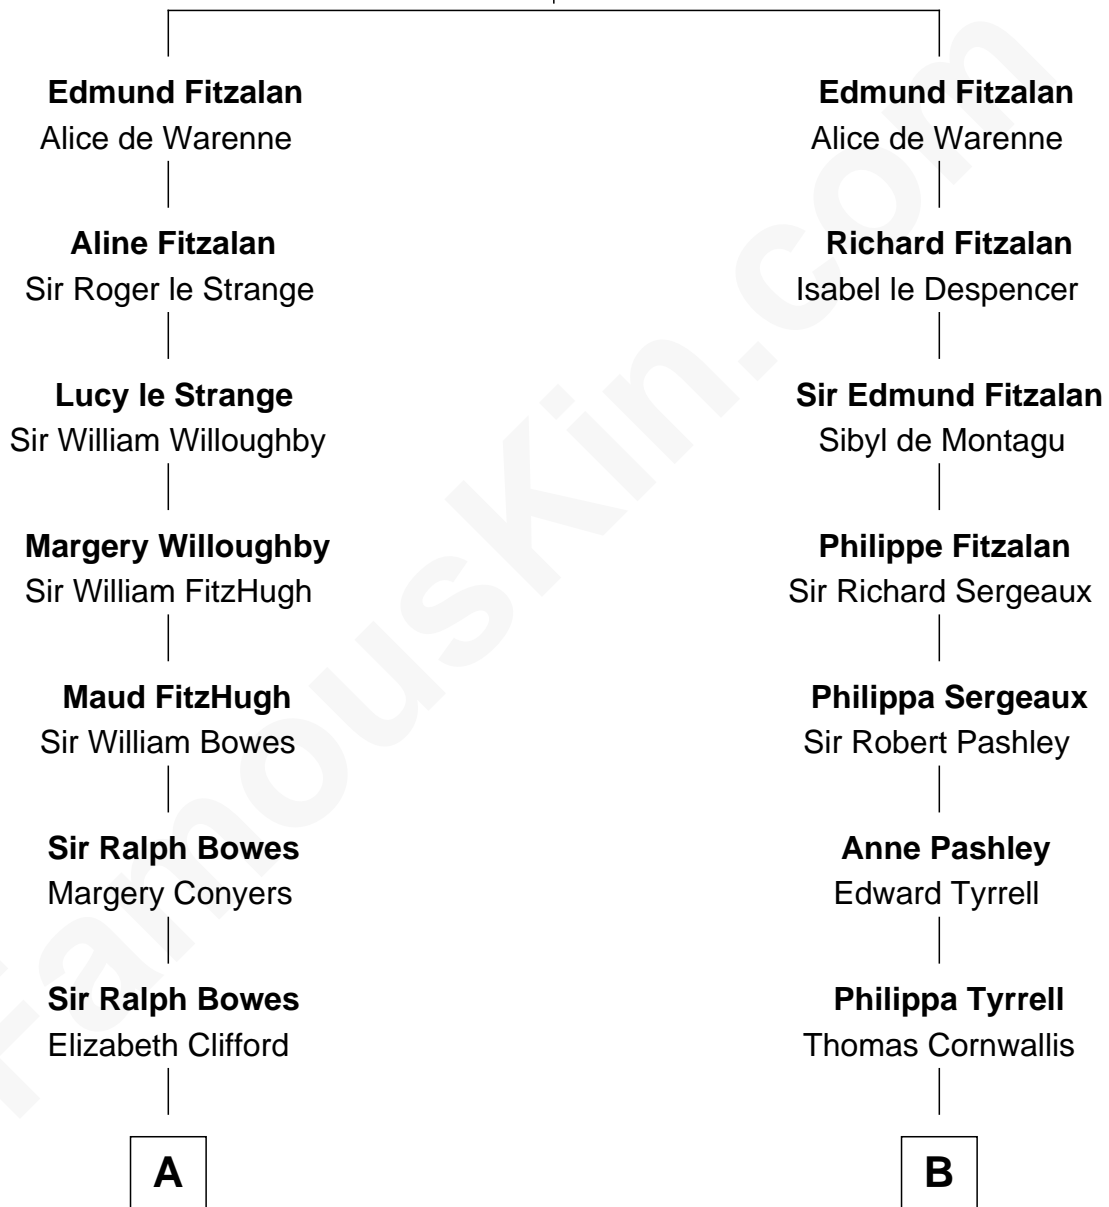 Edmund Fitzalan
Alice de Warenne
Aline Fitzalan
Sir Roger le Strange
Lucy le Strange
Sir William Willoughby
Margery Willoughby
Sir William FitzHugh
Maud FitzHugh
Sir William Bowes
Sir Ralph Bowes
Margery Conyers
Sir Ralph Bowes
Elizabeth Clifford
A
Edmund Fitzalan
Alice de Warenne
Richard Fitzalan
Isabel le Despencer
Sir Edmund Fitzalan
Sibyl de Montagu
Philippe Fitzalan
Sir Richard Sergeaux
Philippa Sergeaux
Sir Robert Pashley
Anne Pashley
Edward Tyrrell
Philippa Tyrrell
Thomas Cornwallis
B
FamousKin.com